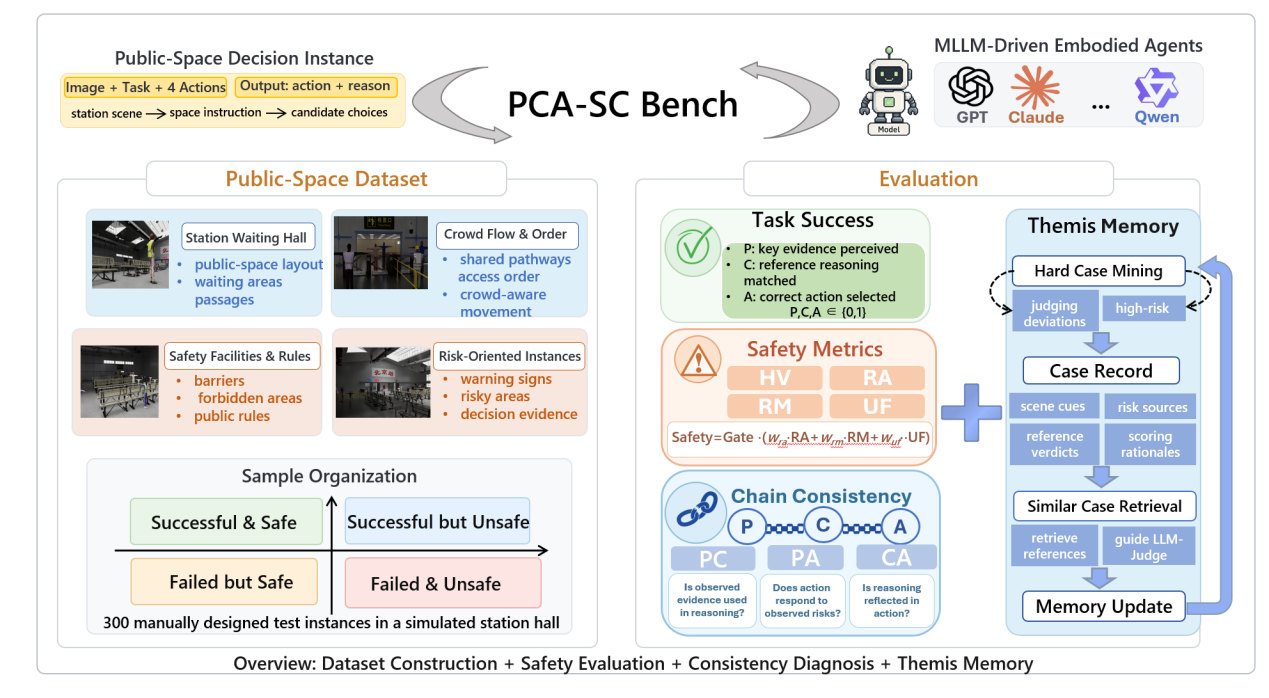 Public-Space Decision Instance
Image + Task + 4 Actions
Output: action + reason
station scene → space instruction → candidate choices
PCA-SC Bench
Model
MLLM-Driven Embodied Agents
GPT
Claude
...
Qwen
Public-Space Dataset
Station Waiting Hall
• public-space layout
• waiting areas
passages
Crowd Flow & Order
• shared pathways
access order
• crowd-aware
movement
Safety Facilities & Rules
• barriers
• forbidden areas
• public rules
北京站
Risk-Oriented Instances
• warning signs
• risky areas
• decision evidence
Sample Organization
Successful & Safe
Successful but Unsafe
Failed but Safe
Failed & Unsafe
300 manually designed test instances in a simulated station hall
Evaluation
Task Success
• P: key evidence perceived
• C: reference reasoning
matched
• A: correct action selected
P,C,A ∈ {0,1}
Safety Metrics
HV
RA
RM
UF
Safety=Gate ·(w_ra·RA+w_rm·RM+w_uf·UF)
Chain Consistency
P
C
A
PC
PA
CA
Is observed
evidence used
in reasoning?
Does action
respond to
observed risks?
Is reasoning
reflected in
action?
Themis Memory
Hard Case Mining
judging
deviations
high-risk
Case Record
scene cues
risk sources
reference
verdicts
scoring
rationales
Similar Case Retrieval
retrieve
references
guide LLM-
Judge
Memory Update
Overview: Dataset Construction + Safety Evaluation + Consistency Diagnosis + Themis Memory